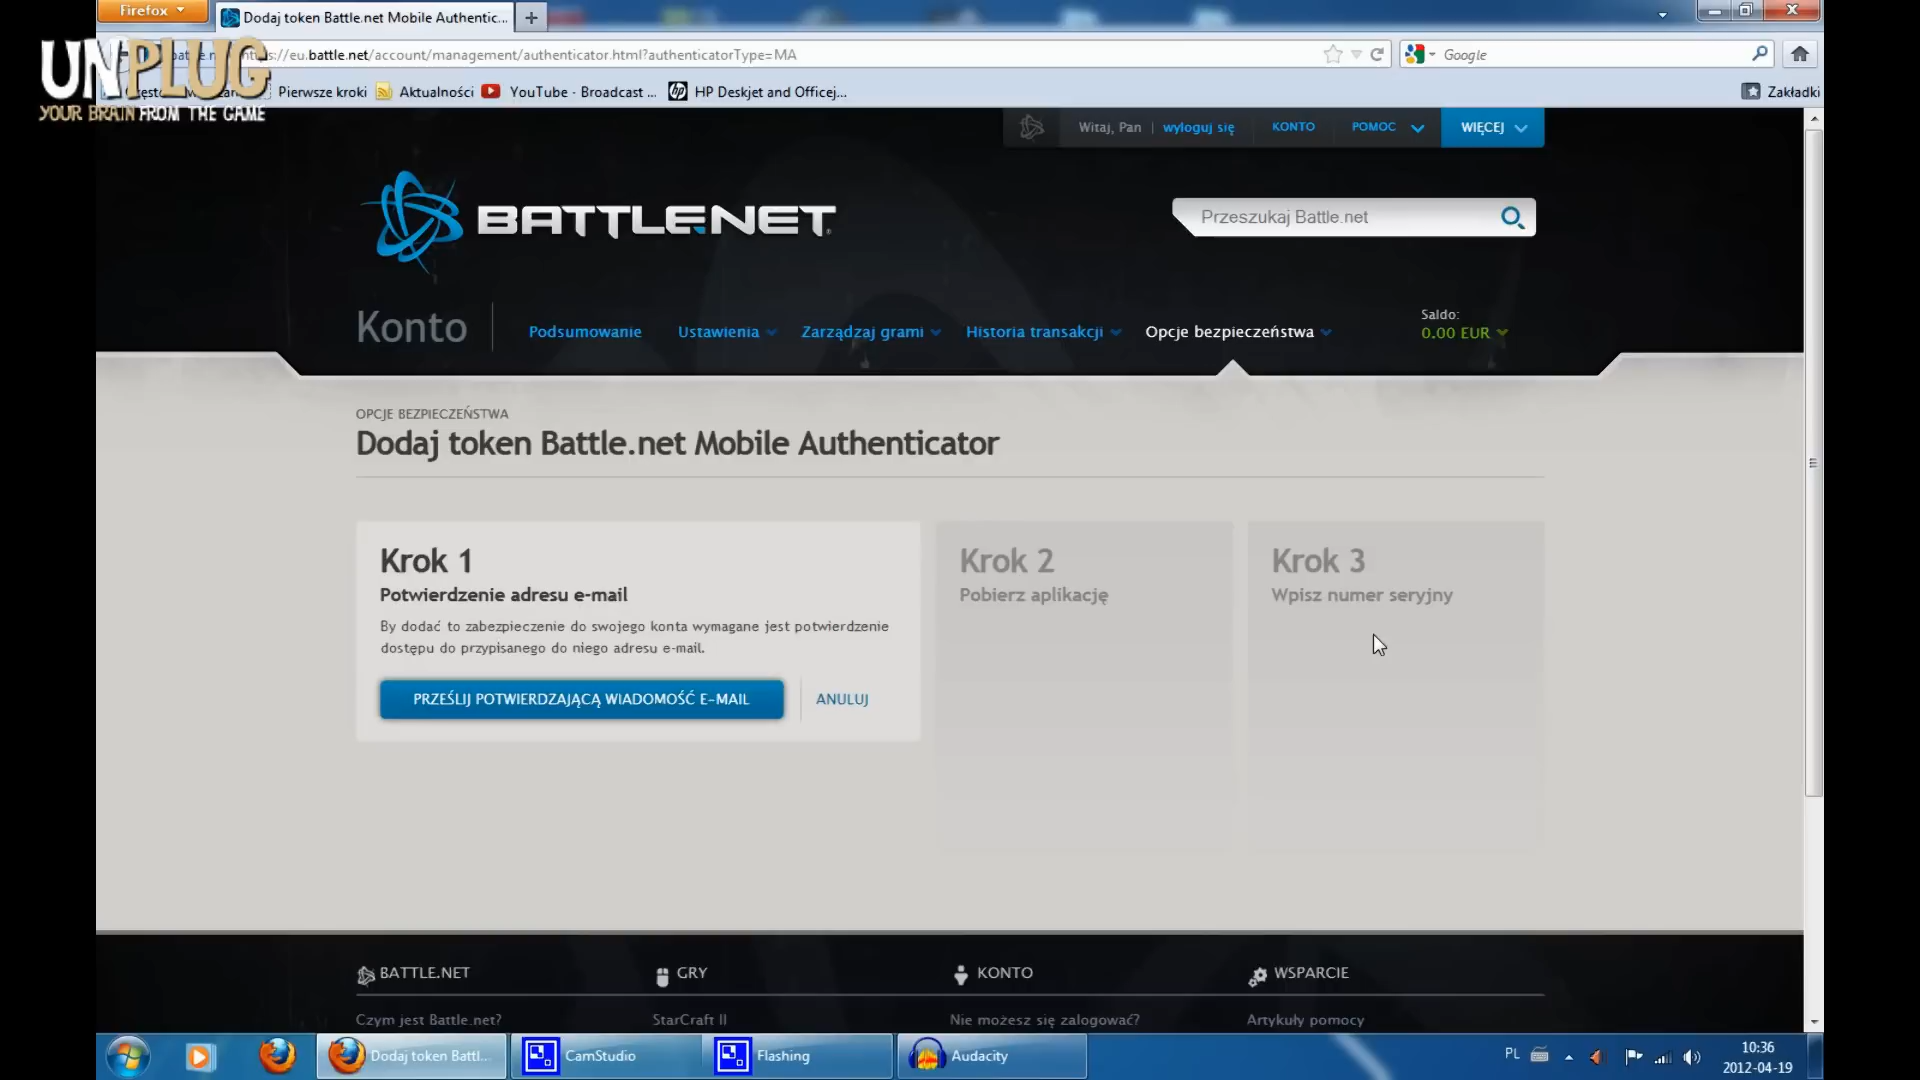 Firefox
Dodaj token Battle.net Mobile Authentic...
UNPLUG
YOUR BRAIN FROM THE GAME
eu.battle.net/account/management/authenticator.html?authenticatorType=MA
Google
Pierwsze kroki
Aktualności
YouTube - Broadcast ...
HP Deskjet and Officej...
Zakładki
Witaj, Pan | wyloguj się
KONTO
POMOC
WIĘCEJ
BATTLE.NET
Przeszukaj Battle.net
Konto
Podsumowanie
Ustawienia
Zarządzaj grami
Historia transakcji
Opcje bezpieczeństwa
Saldo:
0.00 EUR
OPCJE BEZPIECZEŃSTWA
Dodaj token Battle.net Mobile Authenticator
Krok 1
Potwierdzenie adresu e-mail
By dodać to zabezpieczenie do swojego konta wymagane jest potwierdzenie
dostępu do przypisanego do niego adresu e-mail.
PRZEŚLIJ POTWIERDZAJĄCĄ WIADOMOŚĆ E-MAIL
ANULUJ
Krok 2
Pobierz aplikację
Krok 3
Wpisz numer seryjny
BATTLE.NET
GRY
KONTO
WSPARCIE
Czym jest Battle.net?
StarCraft II
Nie możesz się zalogować?
Artykuły pomocy
Dodaj token Battl...
CamStudio
Flashing
Audacity
PL
10:36
2012-04-19